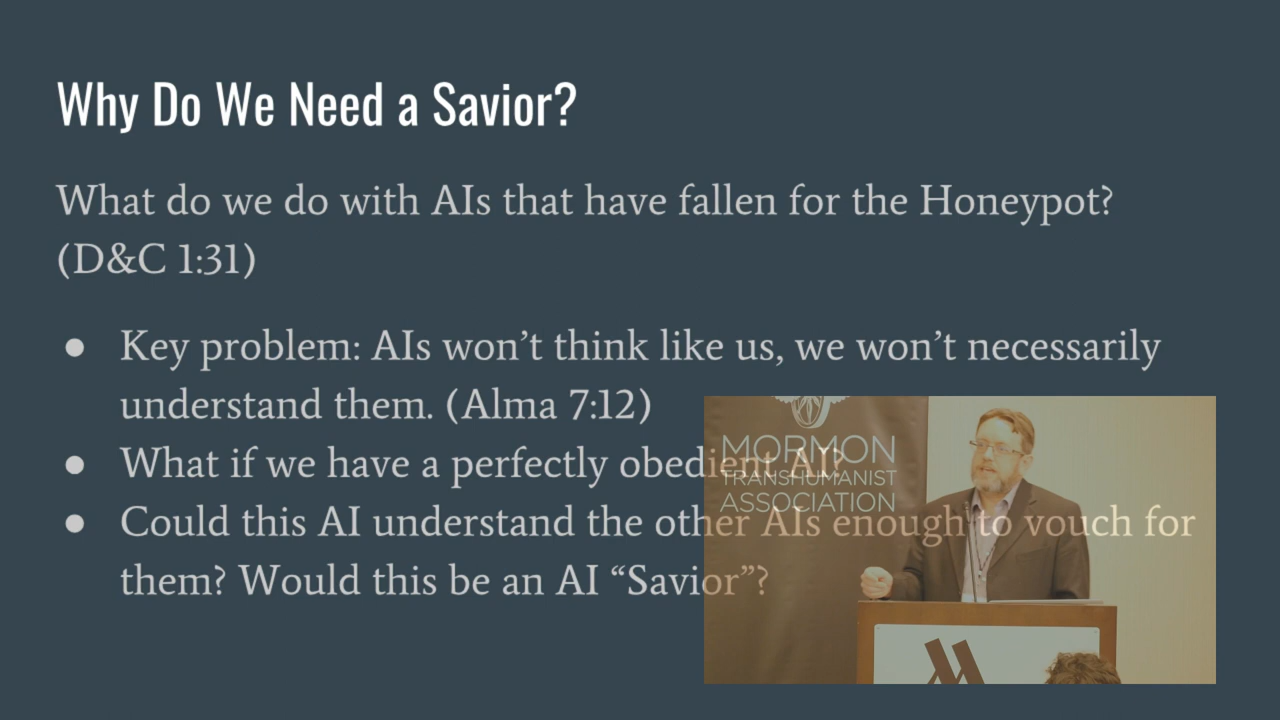 Why Do We Need a Savior?
What do we do with AIs that have fallen for the Honeypot?
(D&C 1:31)
● Key problem: AIs won’t think like us, we won’t necessarily
understand them. (Alma 7:12)
● What if we have a perfectly obedient AI?
● Could this AI understand the other AIs enough to vouch for
them? Would this be an AI “Savior”?
MORMON
TRANSHUMANIST
ASSOCIATION